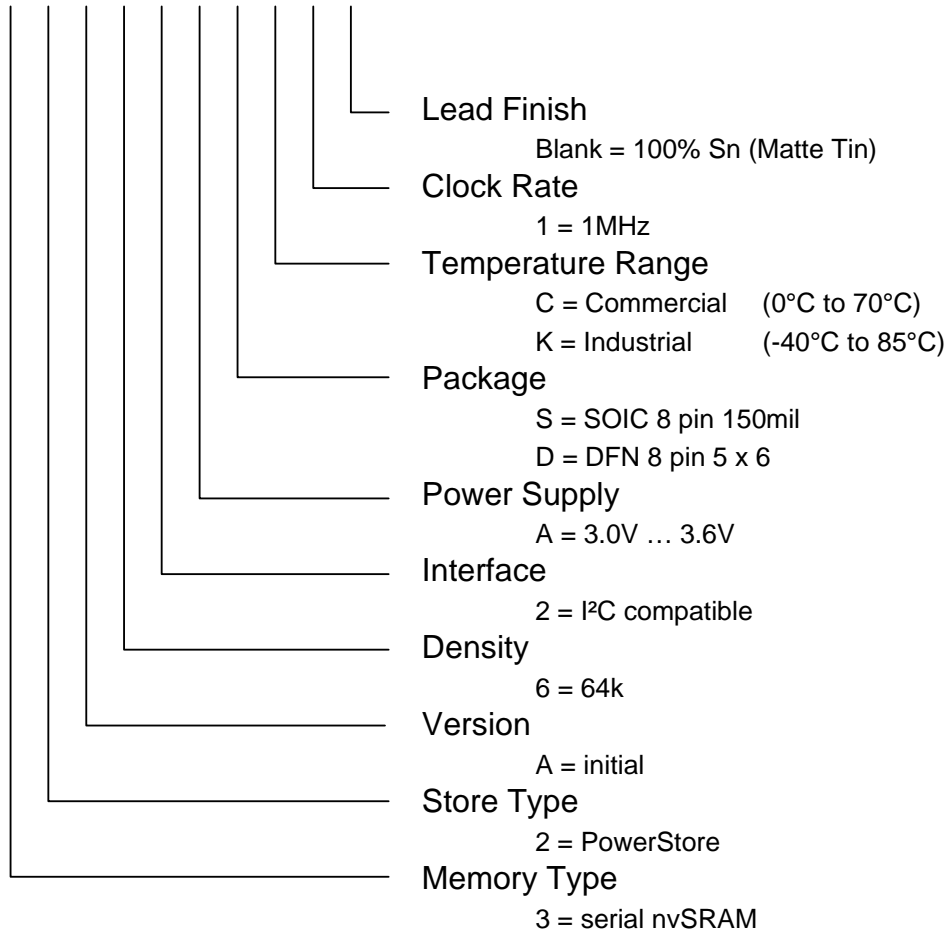 Lead Finish
Blank = 100% Sn (Matte Tin)
Clock Rate
1 = 1MHz
Temperature Range
C = Commercial (0°C to 70°C)
K = Industrial (-40°C to 85°C)
Package
S = SOIC 8 pin 150mil
D = DFN 8 pin 5 x 6
Power Supply
A = 3.0V … 3.6V
Interface
2 = I²C compatible
Density
6 = 64k
Version
A = initial
Store Type
2 = PowerStore
Memory Type
3 = serial nvSRAM